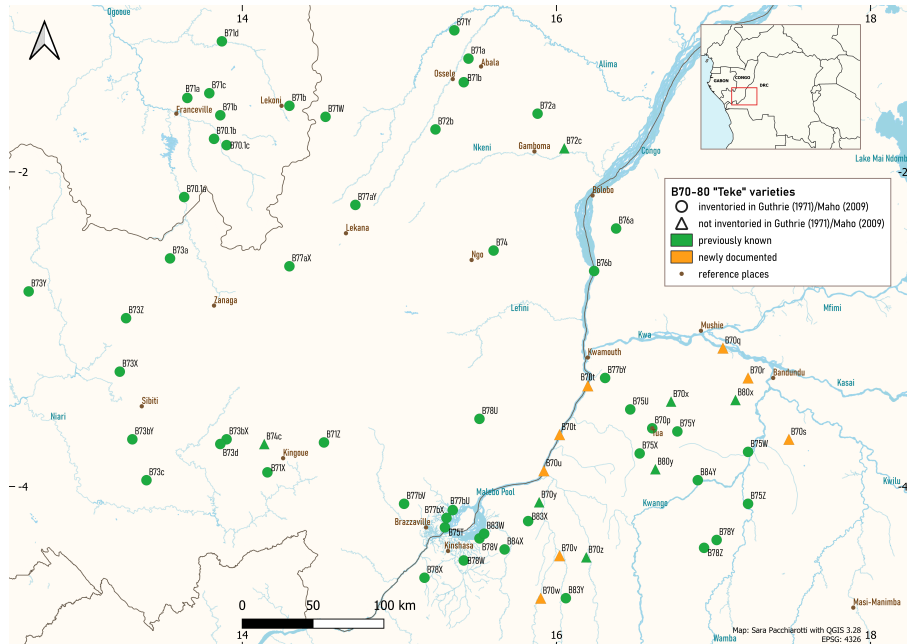 14
16
18
Ogooue
B71d
B71Y
B71a
Abala
Ossele
B71b
Alima
GABON
CONGO
DRC
B71a
B71c
Lekoni
B71b
B71b
Franceville
B71W
B72a
B70.1b
B70.1c
B72b
Nkeni
Gamboma
B72c
Congo
Lake Mai Ndomb
-2
B70.1a
B77aY
Bolobo
B70-80 "Teke" varieties
inventoried in Guthrie (1971)/Maho (2009)
not inventoried in Guthrie (1971)/Maho (2009)
previously known
newly documented
reference places
Lekana
B76a
B73a
B77aX
B74
Ngo
B76b
B73Y
Zanaga
B73Z
Lefini
Mfimi
Mushie
Kwa
B70q
Kwamouth
B73X
B77bY
B70r
Bandundu
B70t
Kasai
Sibiti
B70x
B80x
Niari
B75U
B78U
B70p
Yua
B75Y
B73bY
B73bX
B73d
B74c
B71Z
B70t
B70s
Kingoue
B75X
B75W
B73c
B71X
B70u
B80y
B84Y
Kwilu
-4
Malebo Pool
B77bV
B77bU
B77bX
B70y
Kwango
B75Z
Brazzaville
B75T
B83W
B83X
Kinshasa
B78V
B84X
B78Y
B78Z
B78W
B70v
B70z
B78X
B70w
B83Y
Masi-Manimba
0 50 100 km
Wamba
Map: Sara Pacchiarotti with QGIS 3.28
EPSG: 4326
14
16
18